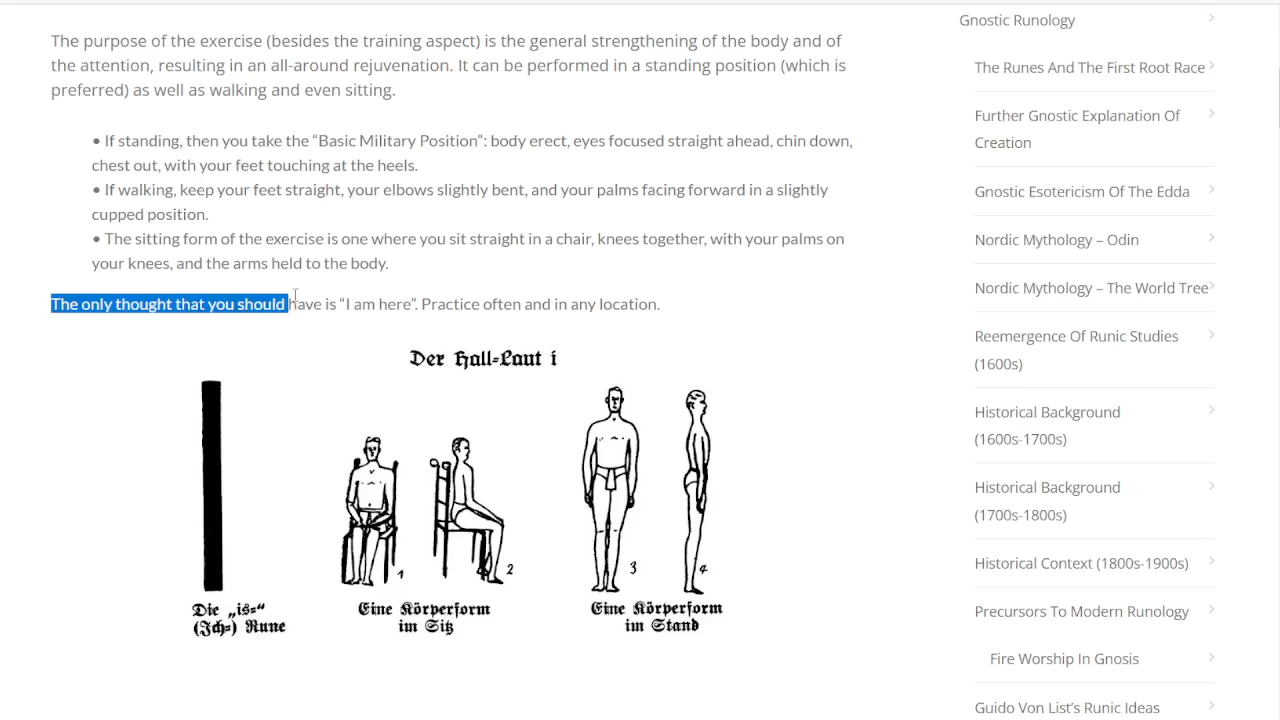 The purpose of the exercise (besides the training aspect) is the general strengthening of the body and of
the attention, resulting in an all-around rejuvenation. It can be performed in a standing position (which is
preferred) as well as walking and even sitting.
• If standing, then you take the “Basic Military Position”: body erect, eyes focused straight ahead, chin down,
chest out, with your feet touching at the heels.
• If walking, keep your feet straight, your elbows slightly bent, and your palms facing forward in a slightly
cupped position.
• The sitting form of the exercise is one where you sit straight in a chair, knees together, with your palms on
your knees, and the arms held to the body.
The only thought that you should have is “I am here”. Practice often and in any location.
Der Hall-Laut i
1
2
3
4
Die „is=“
(Ich=) Rune
Eine Körperform
im Sitz
Eine Körperform
im Stand
Gnostic Runology
The Runes And The First Root Race
Further Gnostic Explanation Of
Creation
Gnostic Esotericism Of The Edda
Nordic Mythology – Odin
Nordic Mythology – The World Tree
Reemergence Of Runic Studies
(1600s)
Historical Background
(1600s-1700s)
Historical Background
(1700s-1800s)
Historical Context (1800s-1900s)
Precursors To Modern Runology
Fire Worship In Gnosis
Guido Von List’s Runic Ideas